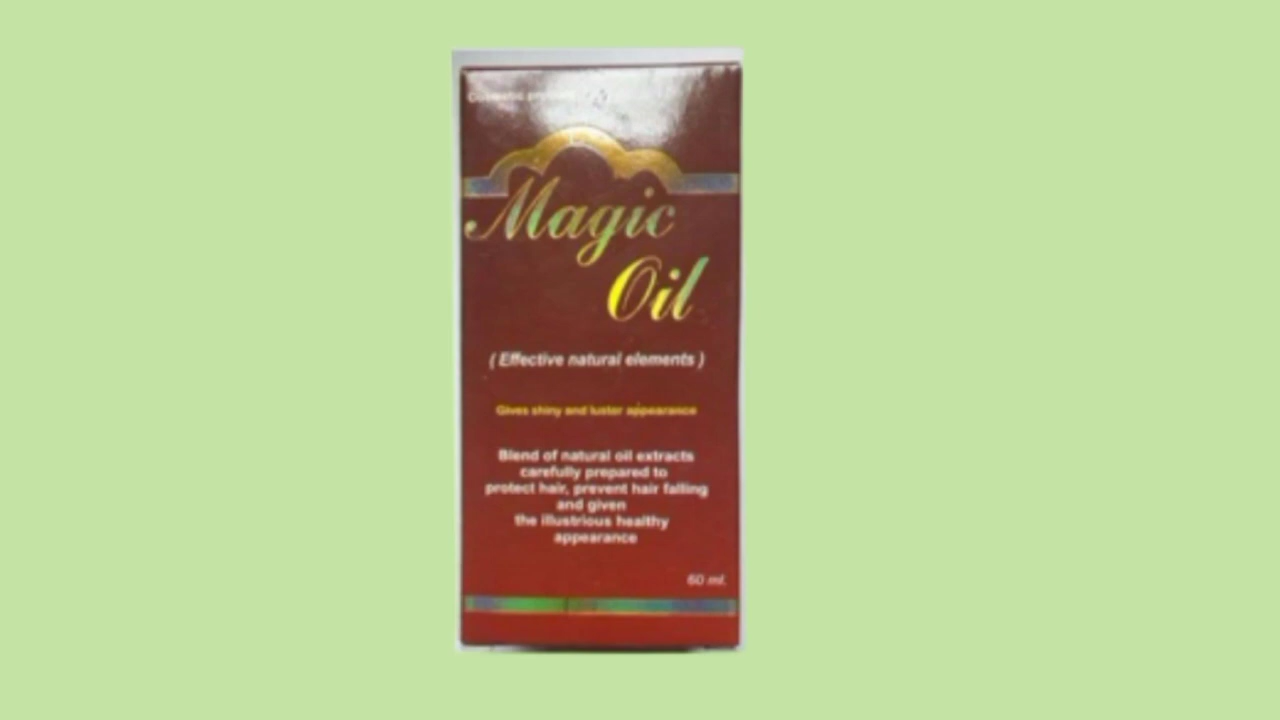 Cosmetic
Magic
Oil
( Effective natural elements )
Gives shiny and luster appearance
Blend of natural oil extracts
carefully prepared to
protect hair, prevent hair falling
and given
the illustrious healthy
appearance
60 ml.